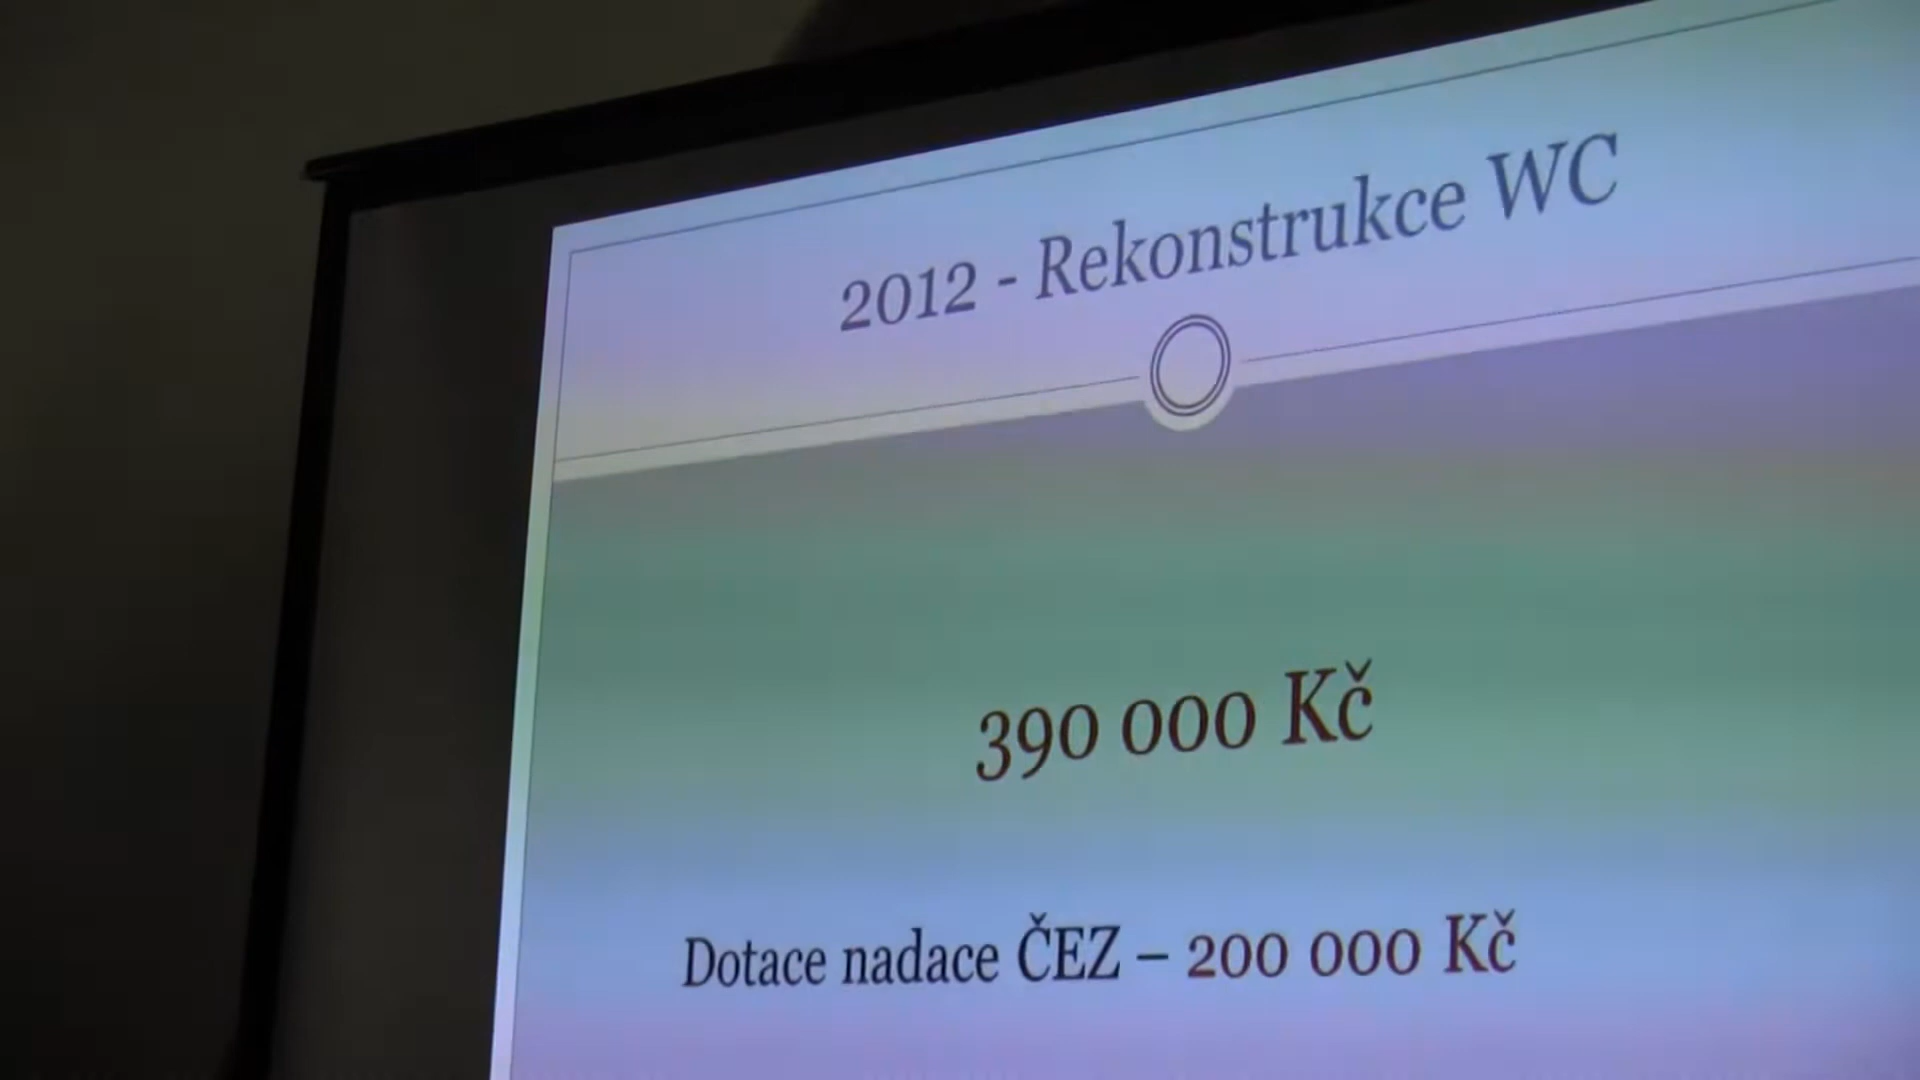 2012 - Rekonstrukce WC
390 000 Kč
Dotace nadace ČEZ – 200 000 Kč